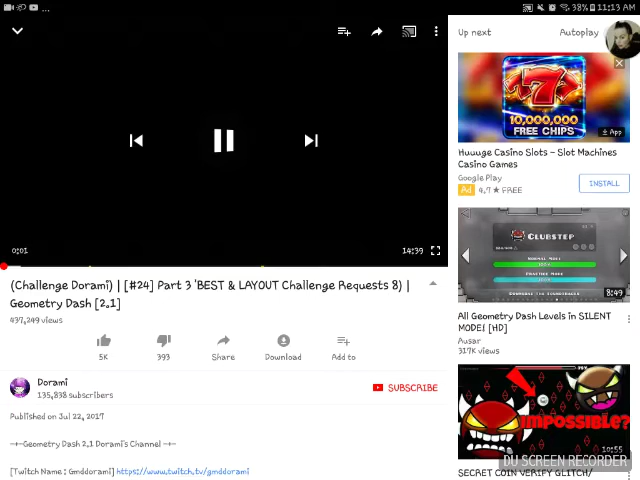 38% 11:13 AM
Up next
Autoplay
10,000,000
FREE CHIPS
App
Huuuge Casino Slots - Slot Machines
Casino Games
Google Play
Ad 4.7 ★ FREE
INSTALL
0:01
14:39
(Challenge Dorami) | [#24] Part 3 'BEST & LAYOUT Challenge Requests 8) |
Geometry Dash [2.1]
437,249 views
5K
393
Share
Download
Add to
Dorami
135,838 subscribers
SUBSCRIBE
Published on Jul 22, 2017
-+-Geometry Dash 2.1 Dorami's Channel -+-
[Twitch Name : Gmddorami] https://www.twitch.tv/gmddorami
CLUBSTEP
NORMAL MODE
PRACTICE MODE
8:49
All Geometry Dash Levels in SILENT
MODE! [HD]
Ausar
317K views
IMPOSSIBLE?
10:55
DU SCREEN RECORDER
SECRET COIN VERIFY GLITCH/